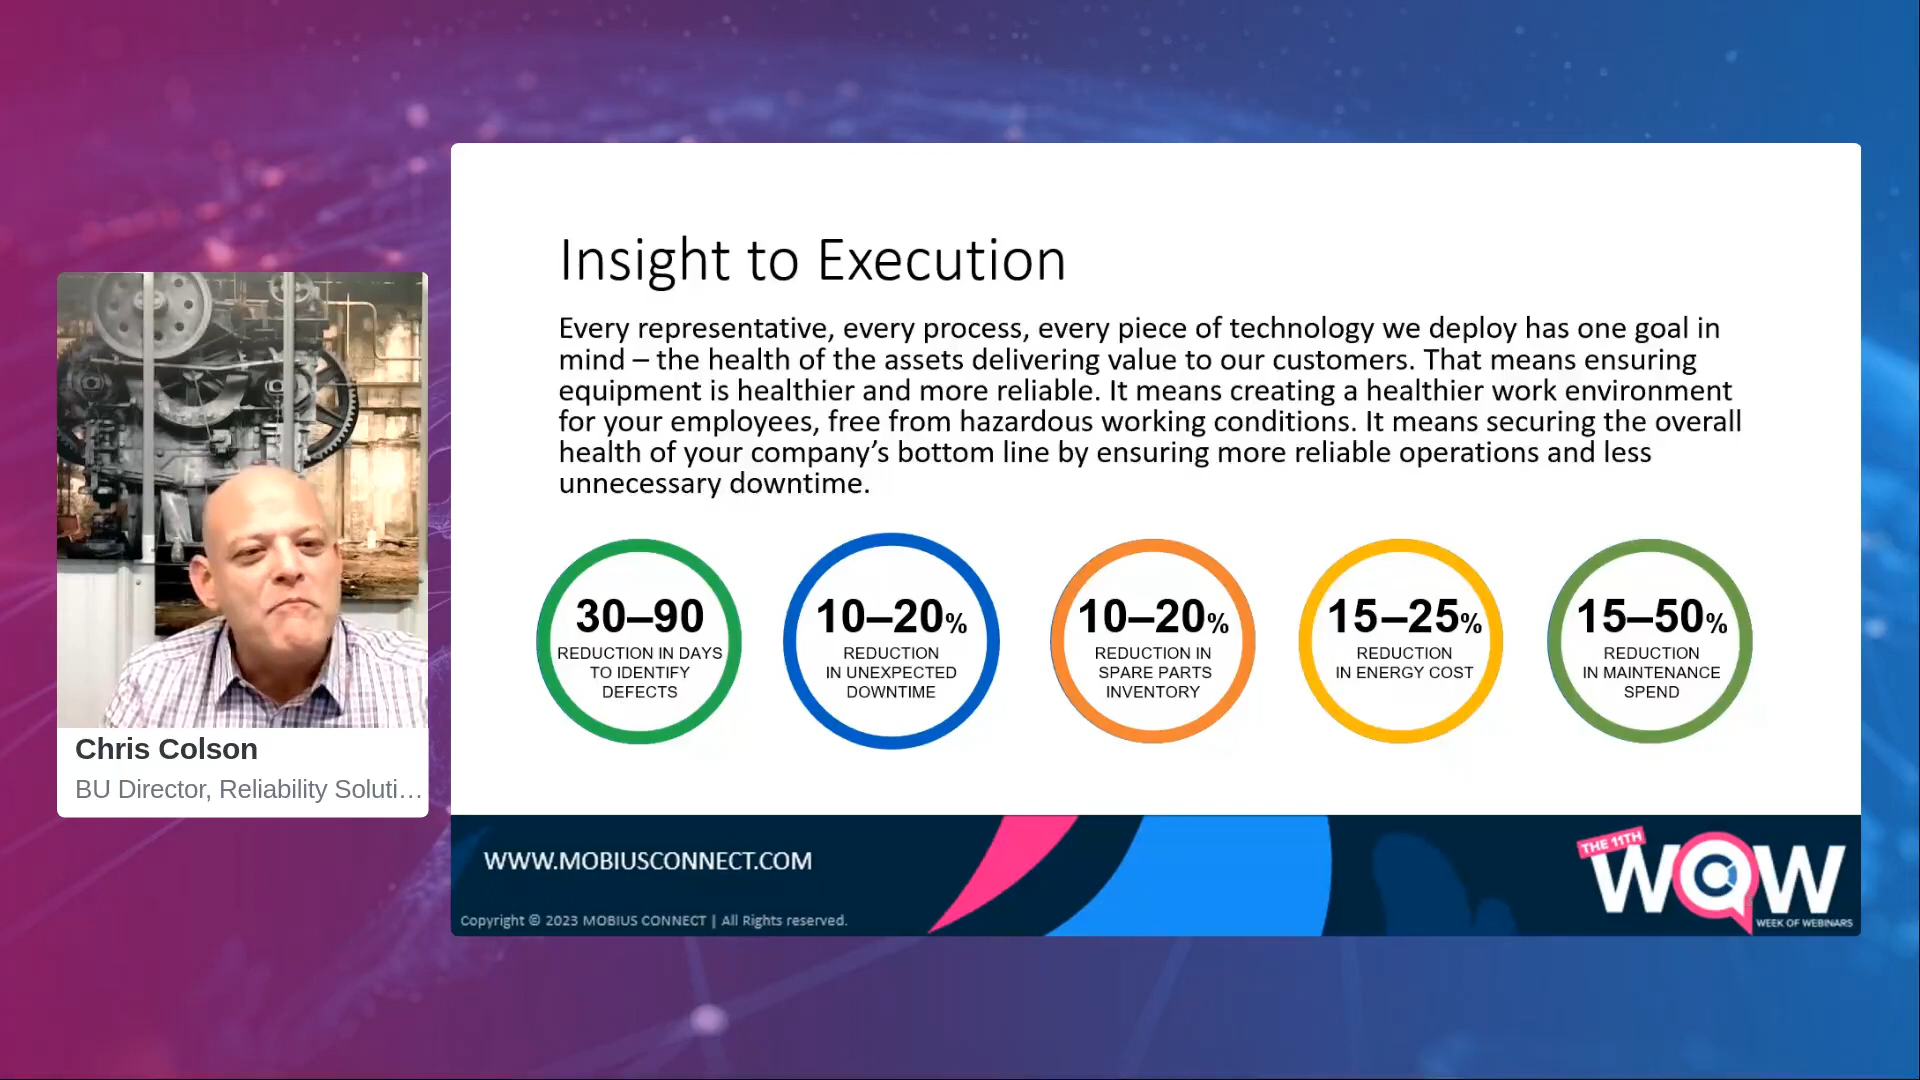 Insight to Execution
Every representative, every process, every piece of technology we deploy has one goal in
mind – the health of the assets delivering value to our customers. That means ensuring
equipment is healthier and more reliable. It means creating a healthier work environment
for your employees, free from hazardous working conditions. It means securing the overall
health of your company’s bottom line by ensuring more reliable operations and less
unnecessary downtime.
30–90
REDUCTION IN DAYS
TO IDENTIFY
DEFECTS
10–20%
REDUCTION
IN UNEXPECTED
DOWNTIME
10–20%
REDUCTION IN
SPARE PARTS
INVENTORY
15–25%
REDUCTION
IN ENERGY COST
15–50%
REDUCTION
IN MAINTENANCE
SPEND
Chris Colson
BU Director, Reliability Soluti…
WWW.MOBIUSCONNECT.COM
Copyright © 2023 MOBIUS CONNECT | All Rights reserved.
THE 11TH
WOW
WEEK OF WEBINARS